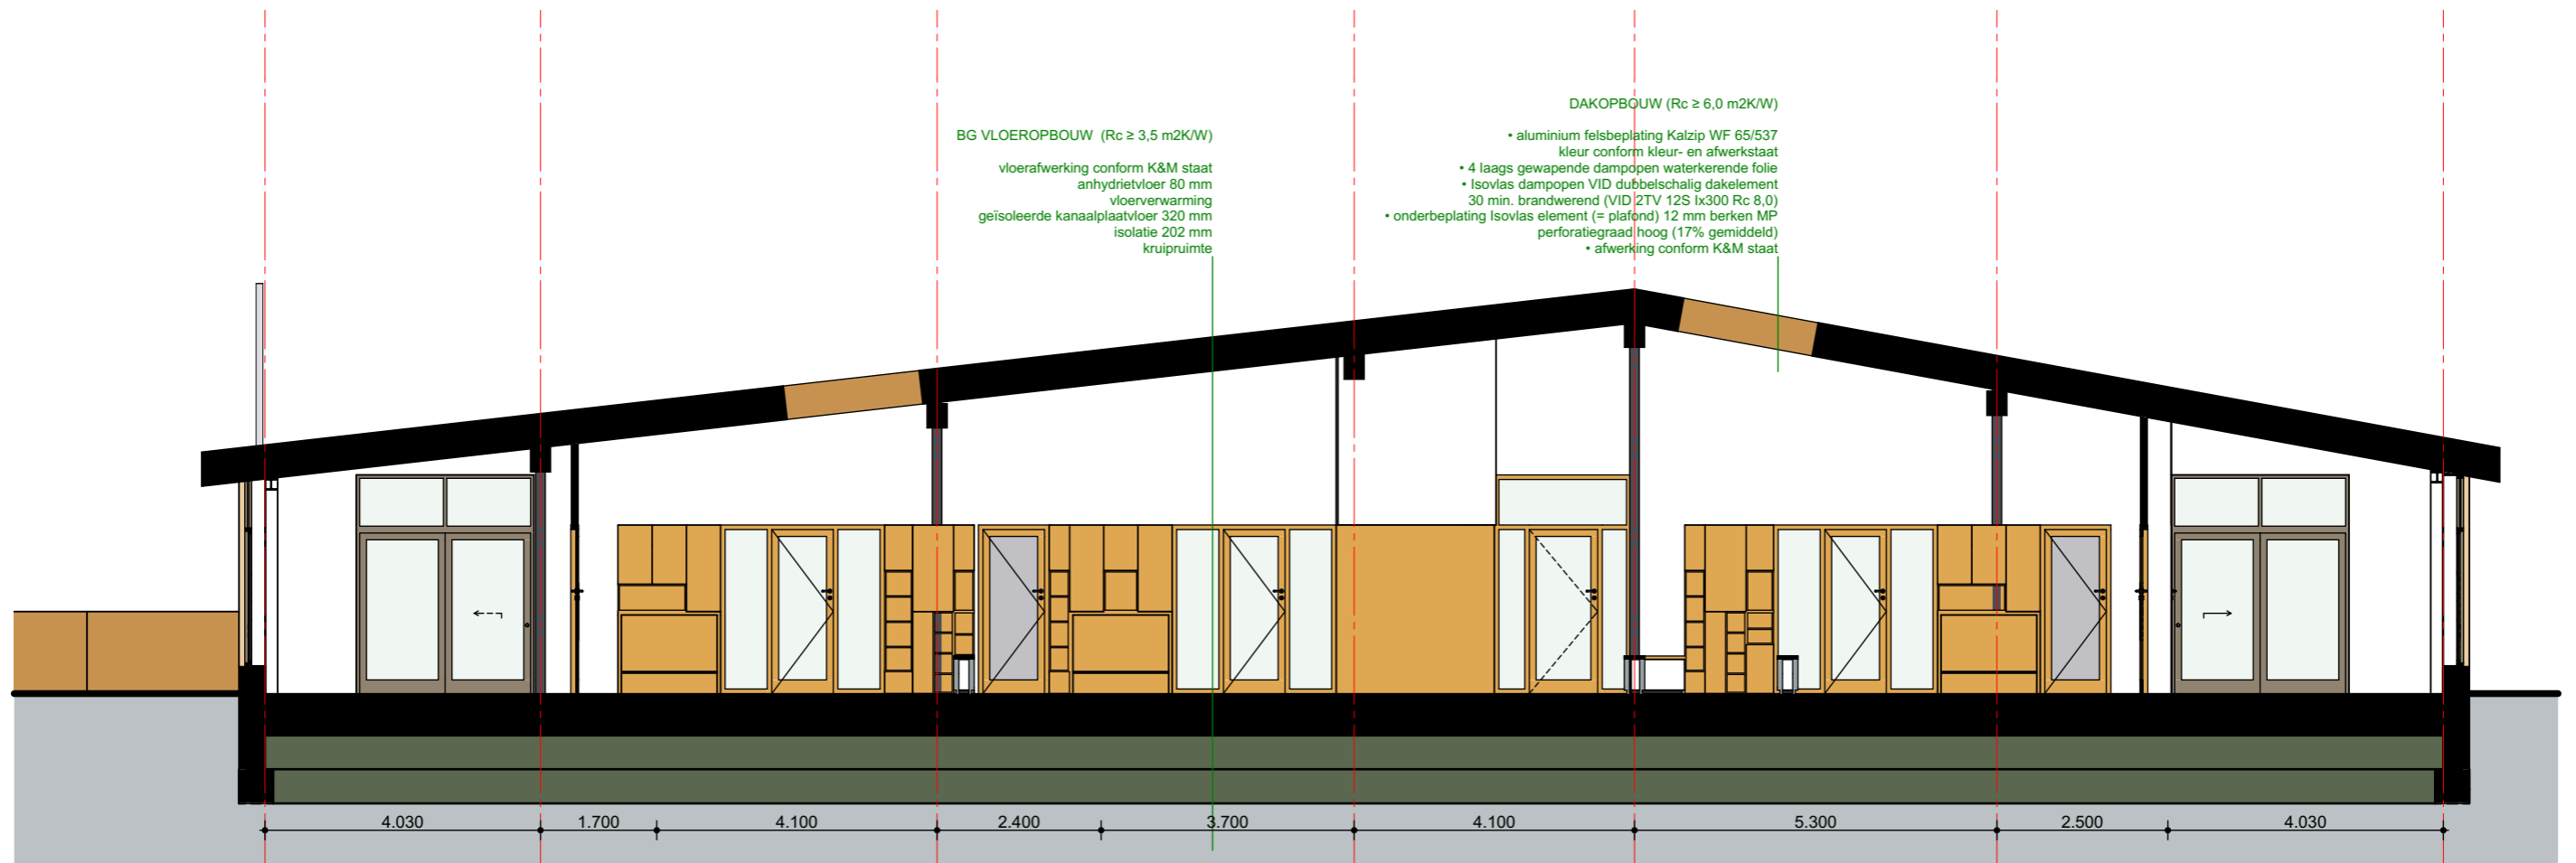 DAKOPBOUW (Rc ≥ 6,0 m2K/W)
• aluminium felsbeplating Kalzip WF 65/537
kleur conform kleur- en afwerkstaat
• 4 laags gewapende dampopen waterkerende folie
• Isovlas dampopen VID dubbelschalig dakelement
30 min. brandwerend (VID 2TV 12S Ix300 Rc 8,0)
• onderbeplating Isovlas element (= plafond) 12 mm berken MP
perforatiegraad hoog (17% gemiddeld)
• afwerking conform K&M staat
BG VLOEROPBOUW (Rc ≥ 3,5 m2K/W)
vloerafwerking conform K&M staat
anhydrietvloer 80 mm
vloerverwarming
geïsoleerde kanaalplaatvloer 320 mm
isolatie 202 mm
kruipruimte
4.030 1.700 4.100 2.400 3.700 4.100 5.300 2.500 4.030